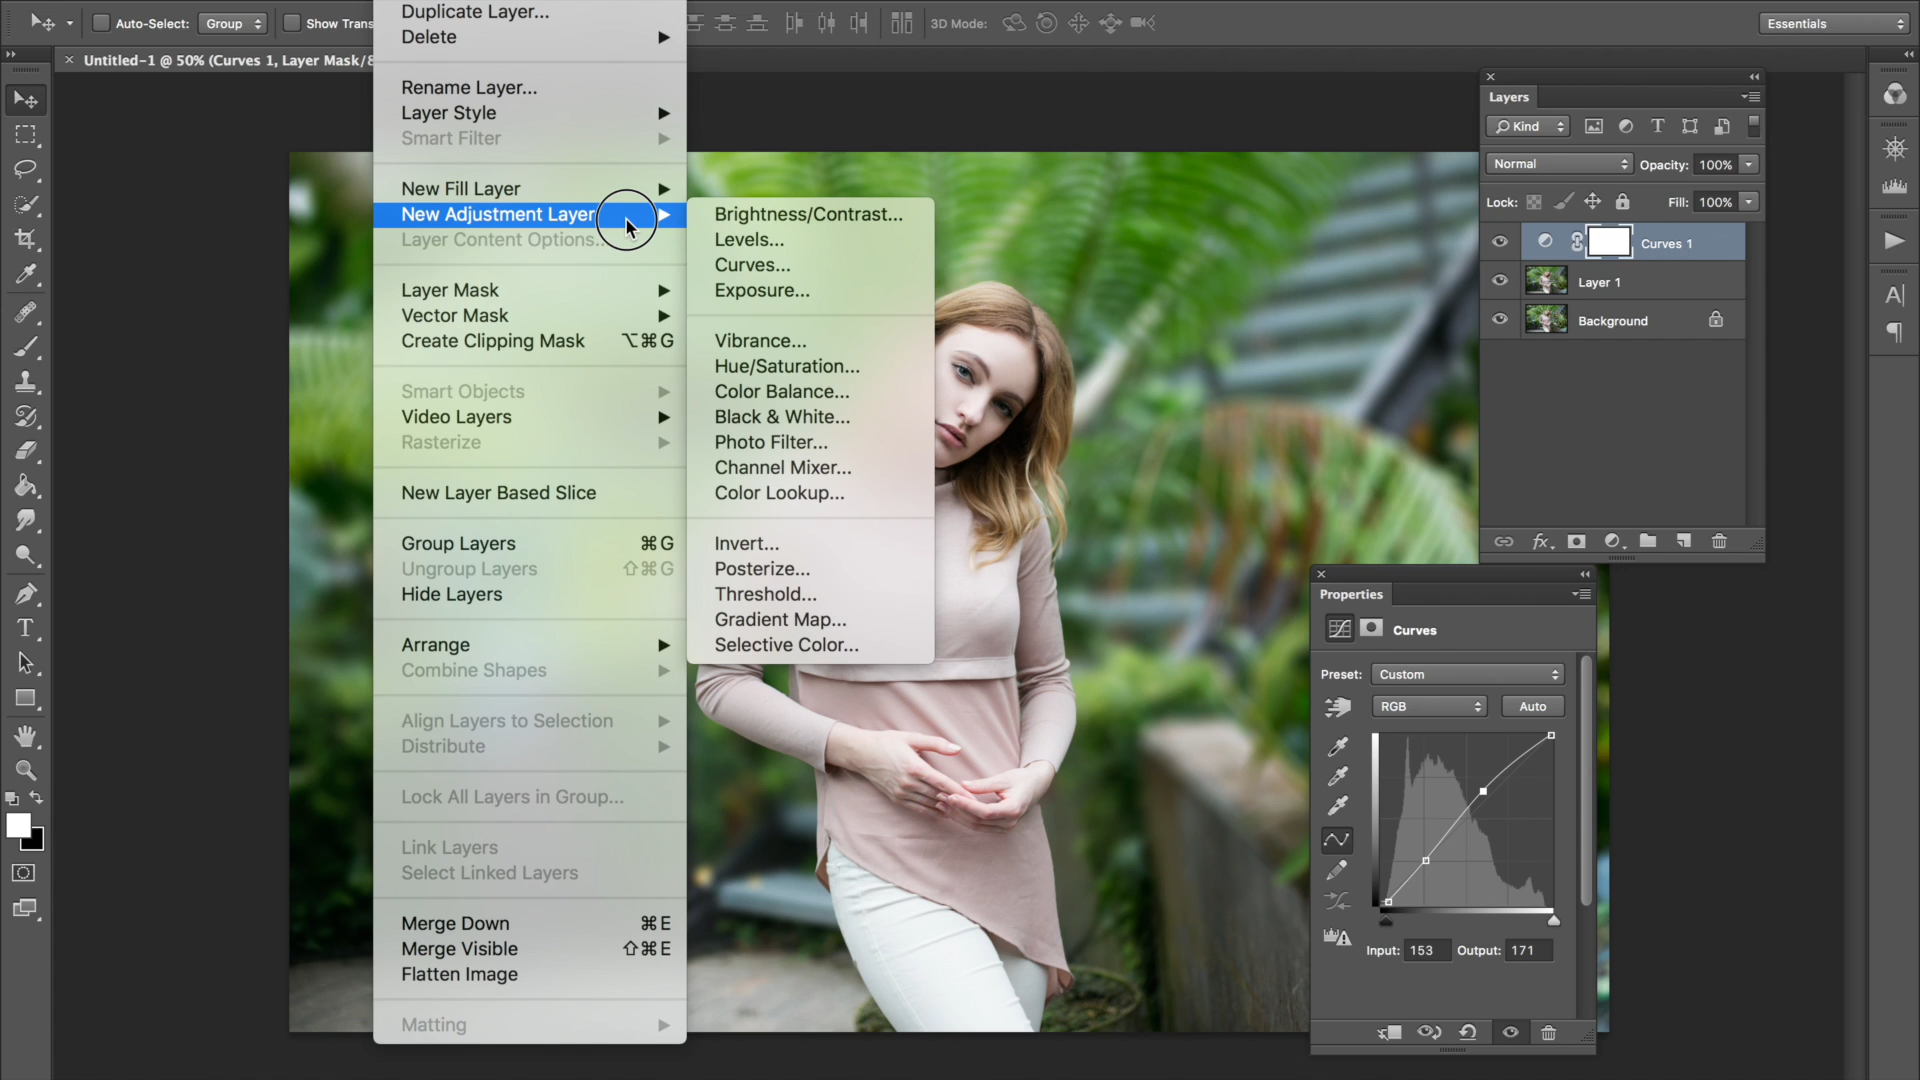 Auto-Select:
Group
Show Trans
3D Mode:
Essentials
Untitled-1 @ 50% (Curves 1, Layer Mask/8
Duplicate Layer...
Delete
Rename Layer...
Layer Style
Smart Filter
New Fill Layer
New Adjustment Layer
Layer Content Options...
Layer Mask
Vector Mask
Create Clipping Mask ⌥⌘G
Smart Objects
Video Layers
Rasterize
New Layer Based Slice
Group Layers ⌘G
Ungroup Layers ⇧⌘G
Hide Layers
Arrange
Combine Shapes
Align Layers to Selection
Distribute
Lock All Layers in Group...
Link Layers
Select Linked Layers
Merge Down ⌘E
Merge Visible ⇧⌘E
Flatten Image
Matting
Brightness/Contrast...
Levels...
Curves...
Exposure...
Vibrance...
Hue/Saturation...
Color Balance...
Black & White...
Photo Filter...
Channel Mixer...
Color Lookup...
Invert...
Posterize...
Threshold...
Gradient Map...
Selective Color...
Layers
Kind
Normal Opacity: 100%
Lock: Fill: 100%
Curves 1
Layer 1
Background
fx
Properties
Curves
Preset: Custom
RGB Auto
Input: 153 Output: 171